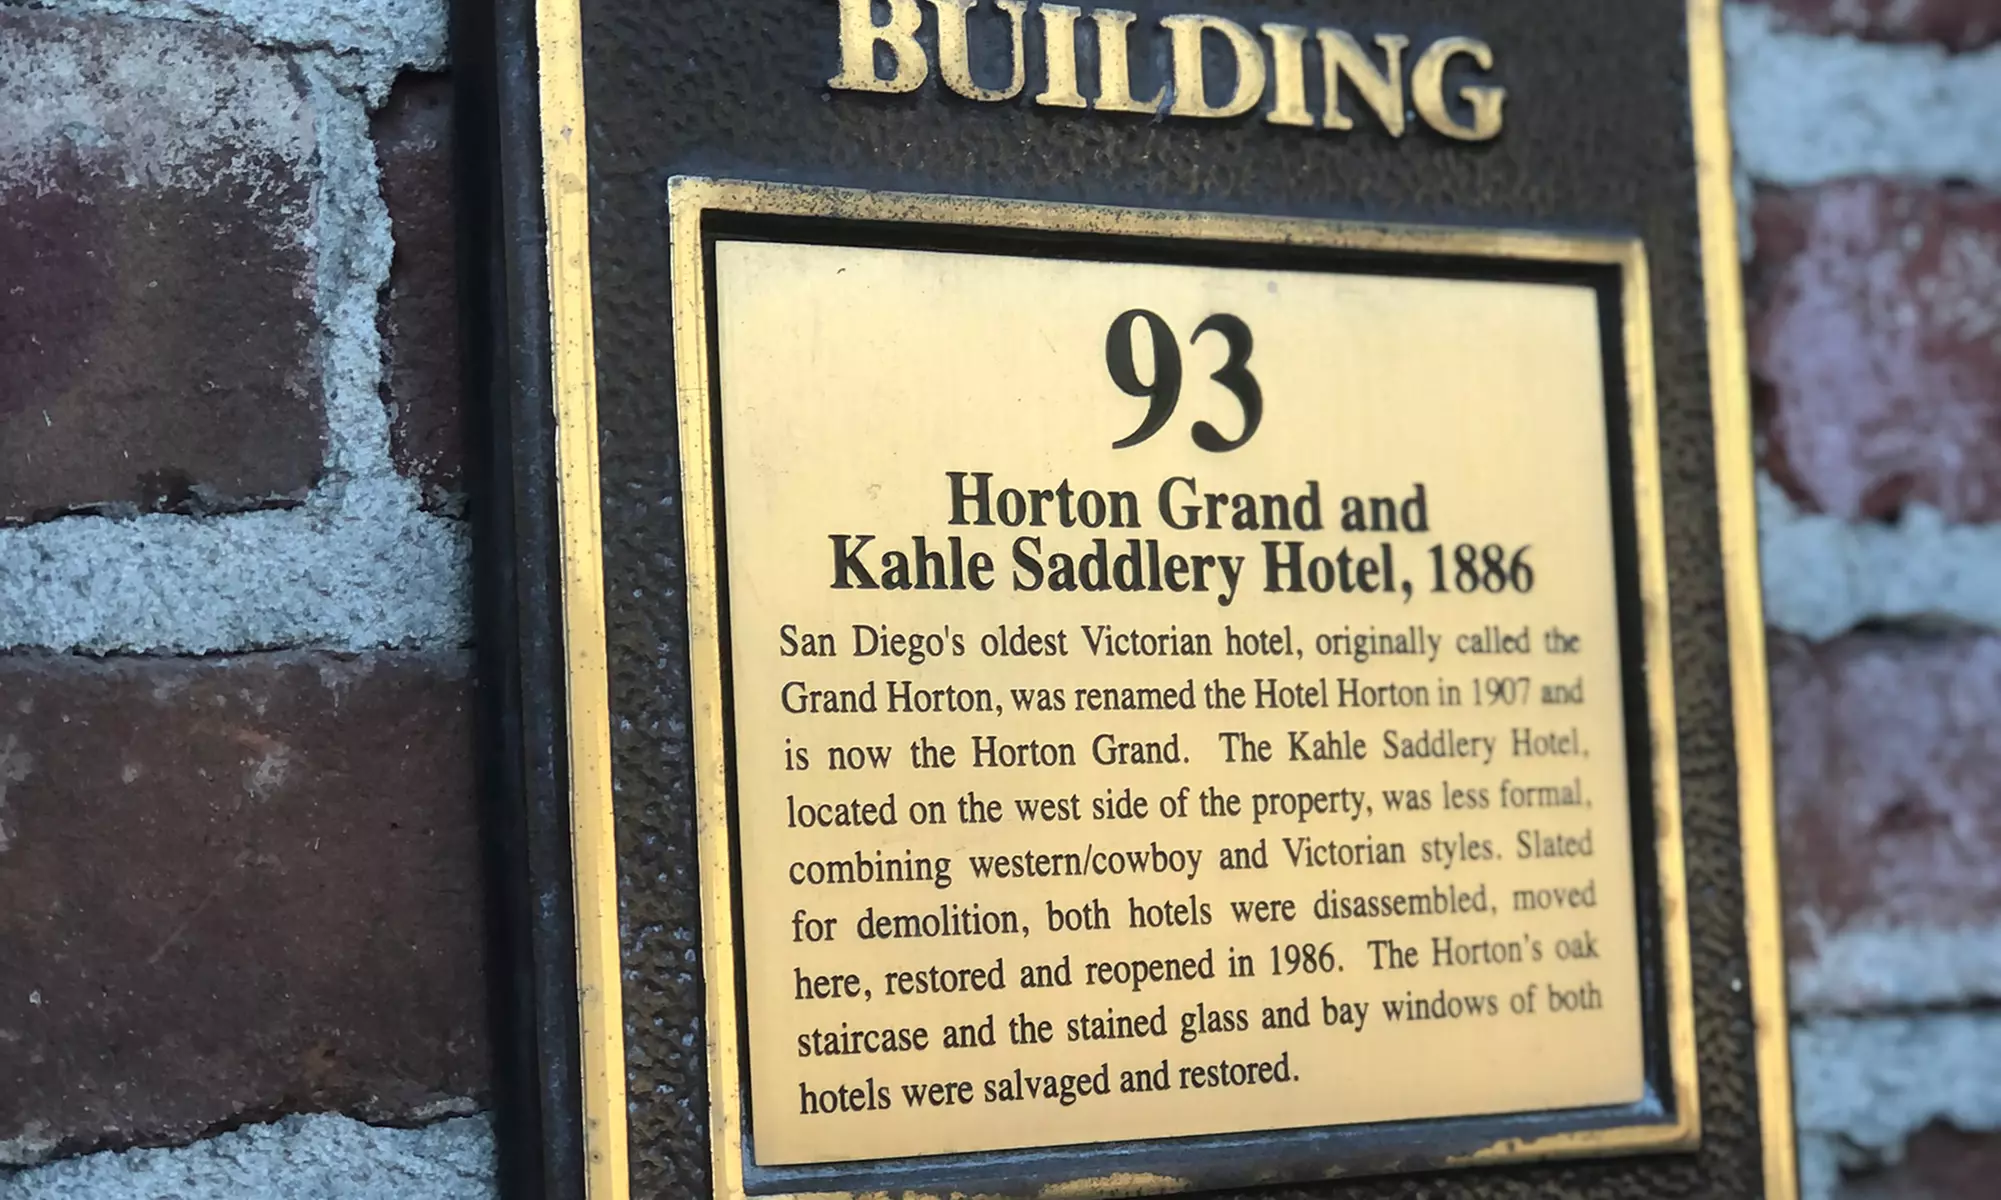 BUILDING
93
Horton Grand and
Kahle Saddlery Hotel, 1886
San Diego's oldest Victorian hotel, originally called the
Grand Horton, was renamed the Hotel Horton in 1907 and
is now the Horton Grand. The Kahle Saddlery Hotel,
located on the west side of the property, was less formal,
combining western/cowboy and Victorian styles. Slated
for demolition, both hotels were disassembled, moved
here, restored and reopened in 1986. The Horton's oak
staircase and the stained glass and bay windows of both
hotels were salvaged and restored.